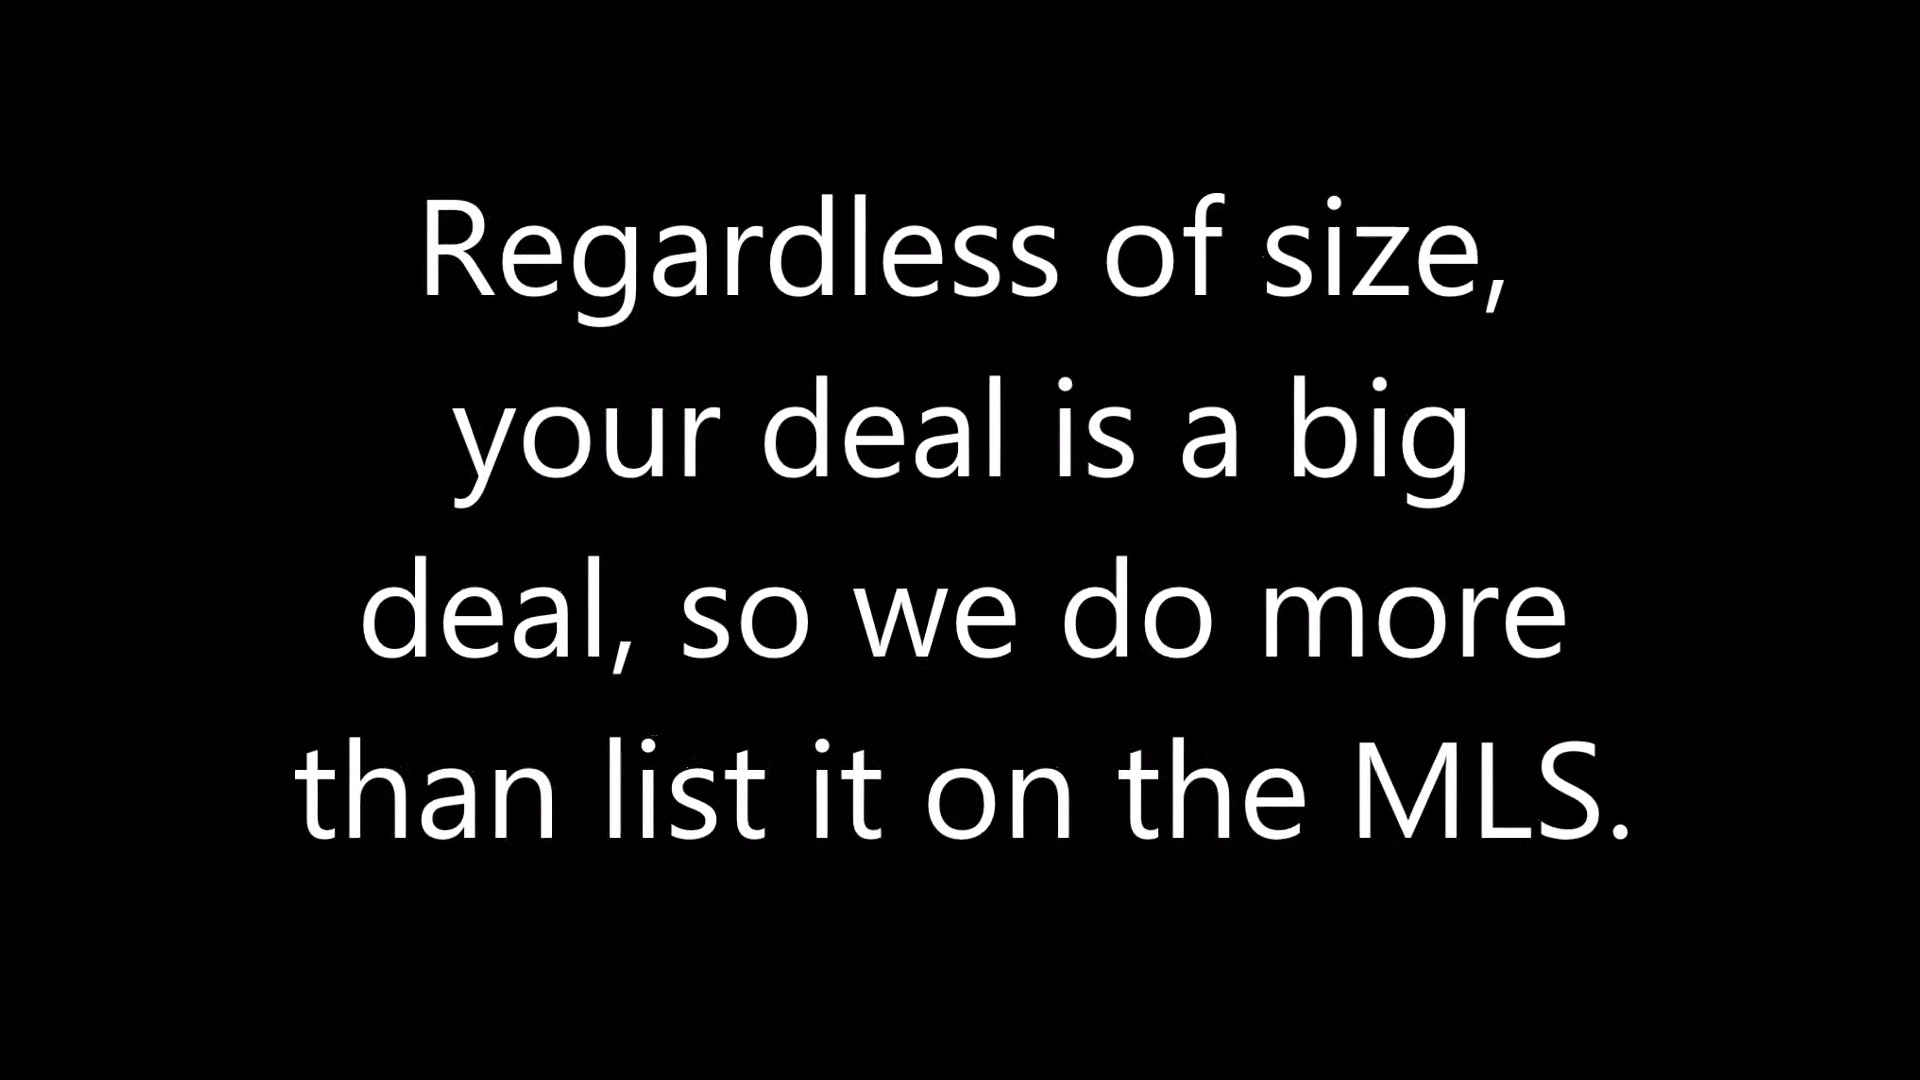 Regardless of size,
your deal is a big
deal, so we do more
than list it on the MLS.